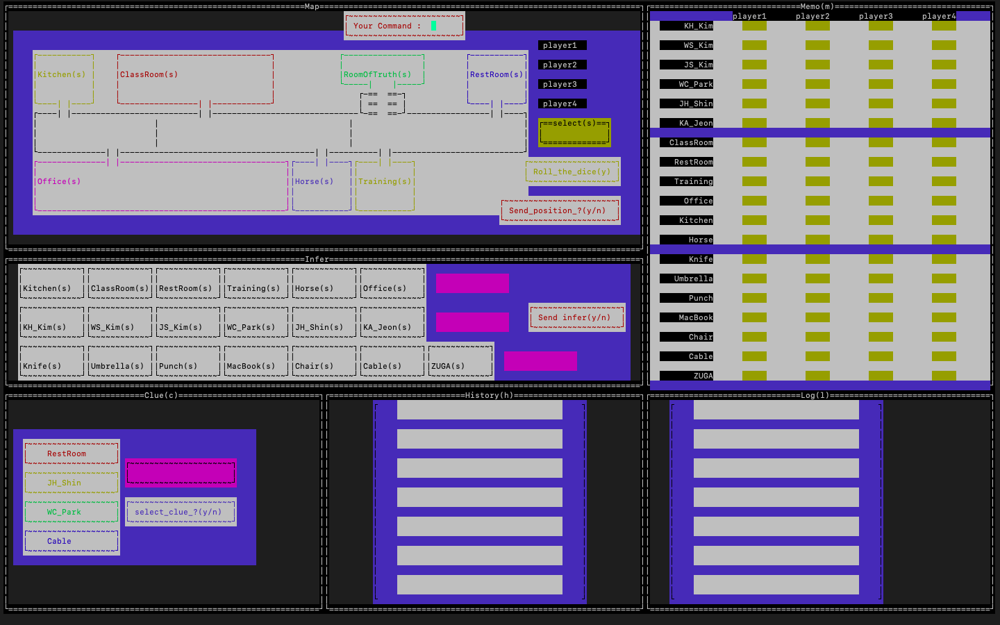 Map
Your Command :
player1
Kitchen(s) ClassRoom(s) RoomOfTruth(s) RestRoom(s)
player2
player3
player4
==select(s)==
Roll_the_dice(y)
Office(s) Horse(s) Training(s)
Send_position_?(y/n)
Memo(m)
player1 player2 player3 player4
KH_Kim
WS_Kim
JS_Kim
WC_Park
JH_Shin
KA_Jeon
ClassRoom
RestRoom
Training
Office
Kitchen
Horse
Knife
Umbrella
Punch
MacBook
Chair
Cable
ZUGA
Infer
Kitchen(s) ClassRoom(s) RestRoom(s) Training(s) Horse(s) Office(s)
KH_Kim(s) WS_Kim(s) JS_Kim(s) WC_Park(s) JH_Shin(s) KA_Jeon(s)
Send infer(y/n)
Knife(s) Umbrella(s) Punch(s) MacBook(s) Chair(s) Cable(s) ZUGA(s)
Clue(c)
RestRoom
JH_Shin
WC_Park
select_clue_?(y/n)
Cable
History(h)
Log(l)